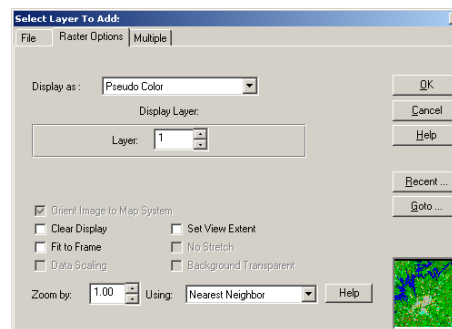 Select Layer To Add:
File Raster Options Multiple
Display as : Pseudo Color
OK
Display Layer:
Cancel
Layer: 1
Help
Recent ...
Orient Image to Map System
Goto ...
Clear Display Set View Extent
Fit to Frame No Stretch
Data Scaling Background Transparent
Zoom by: 1.00 Using: Nearest Neighbor Help